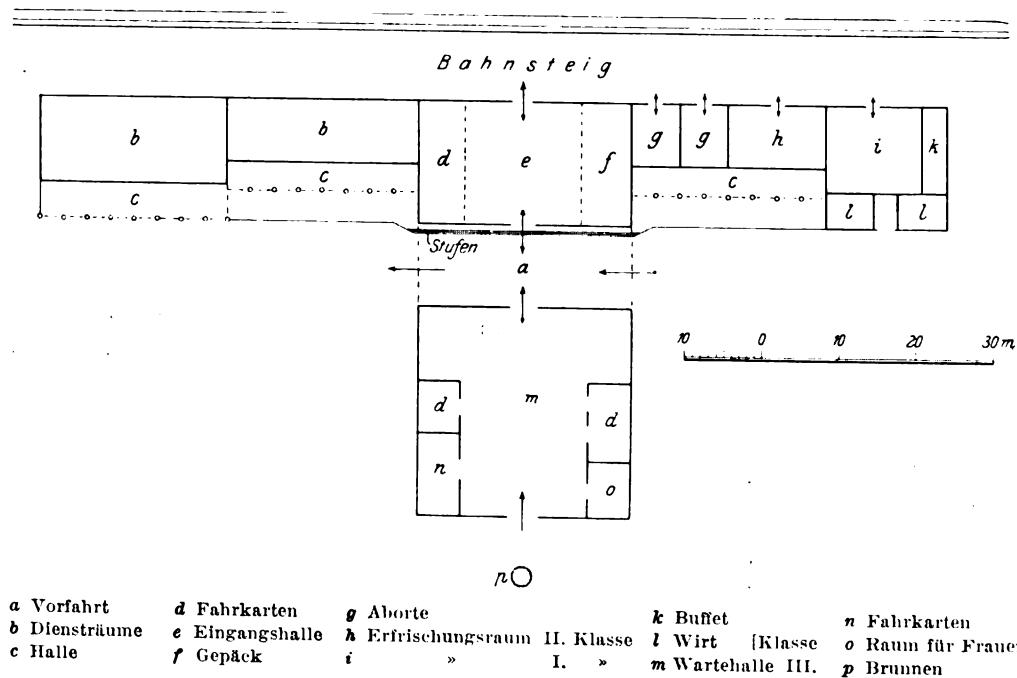 Bahnsteig
b b d e f g g h i k
c c c l l
Stufen
a
10 0 10 20 30 m
m
d d
n o
p
a Vorfahrt d Fahrkarten g Aborte k Buffet n Fahrkarten
b Diensträume e Eingangshalle h Erfrischungsraum II. Klasse l Wirt [Klasse o Raum für Fraue
c Halle f Gepäck i » I. » m Wartehalle III. p Brunnen